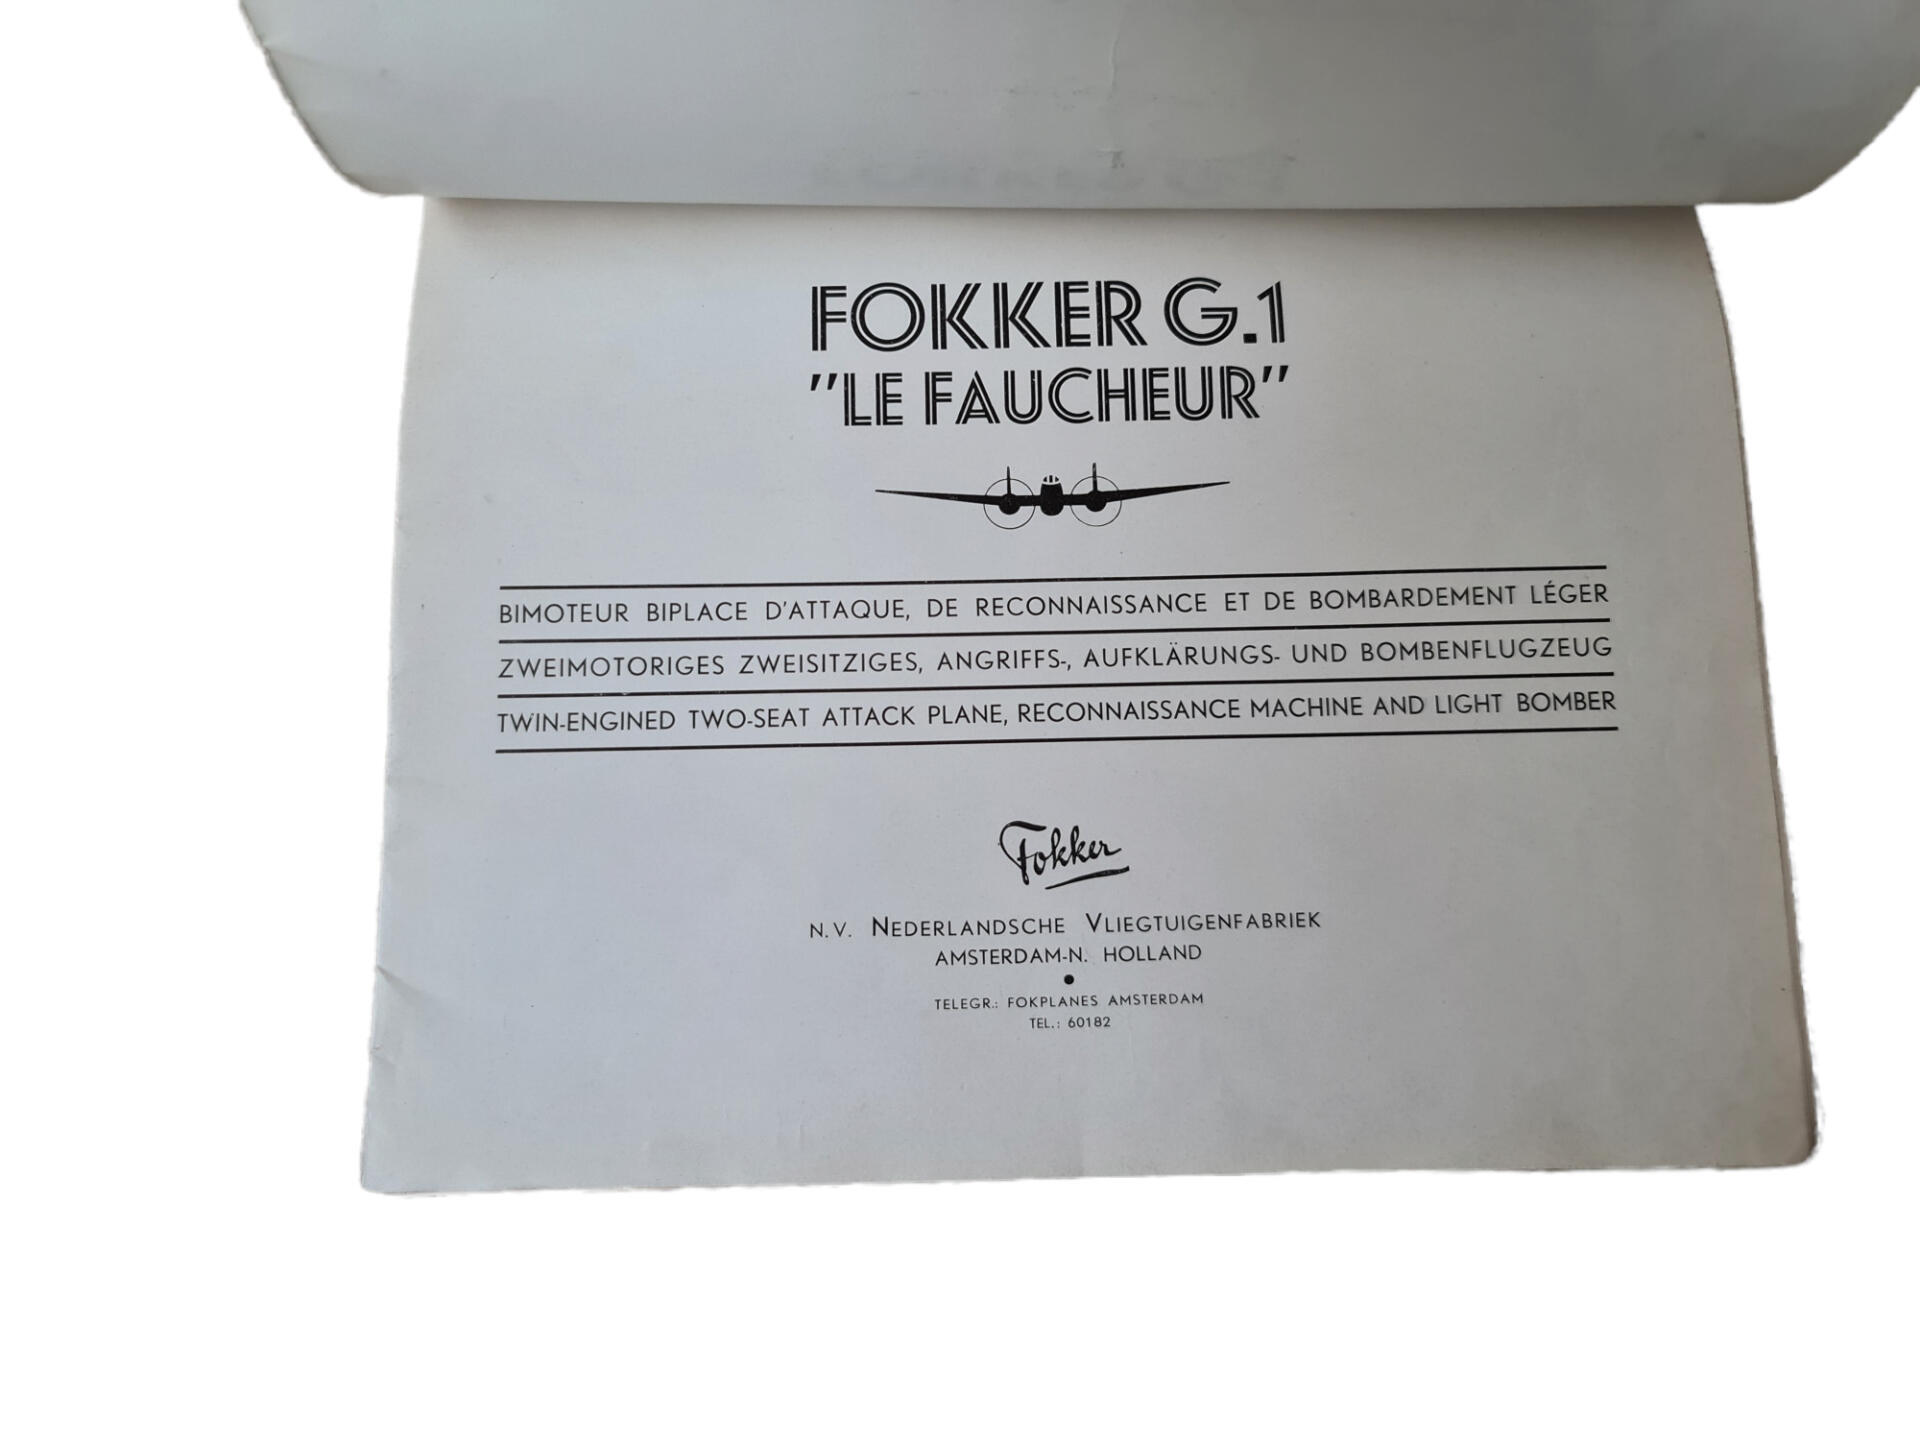 FOKKER G.1
"LE FAUCHEUR"
BIMOTEUR BIPLACE D'ATTAQUE, DE RECONNAISSANCE ET DE BOMBARDEMENT LÉGER
ZWEIMOTORIGES ZWEISITZIGES, ANGRIFFS-, AUFKLÄRUNGS- UND BOMBENFLUGZEUG
TWIN-ENGINED TWO-SEAT ATTACK PLANE, RECONNAISSANCE MACHINE AND LIGHT BOMBER
Fokker
N.V. NEDERLANDSCHE VLIEGTUIGENFABRIEK
AMSTERDAM-N. HOLLAND
TELEGR.: FOKPLANES AMSTERDAM
TEL.: 60182